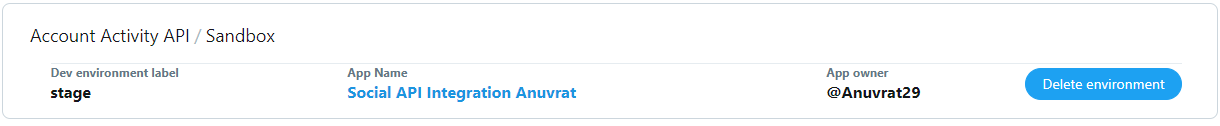 Account Activity API / Sandbox
Dev environment label
stage
App Name
Social API Integration Anuvrat
App owner
@Anuvrat29
Delete environment